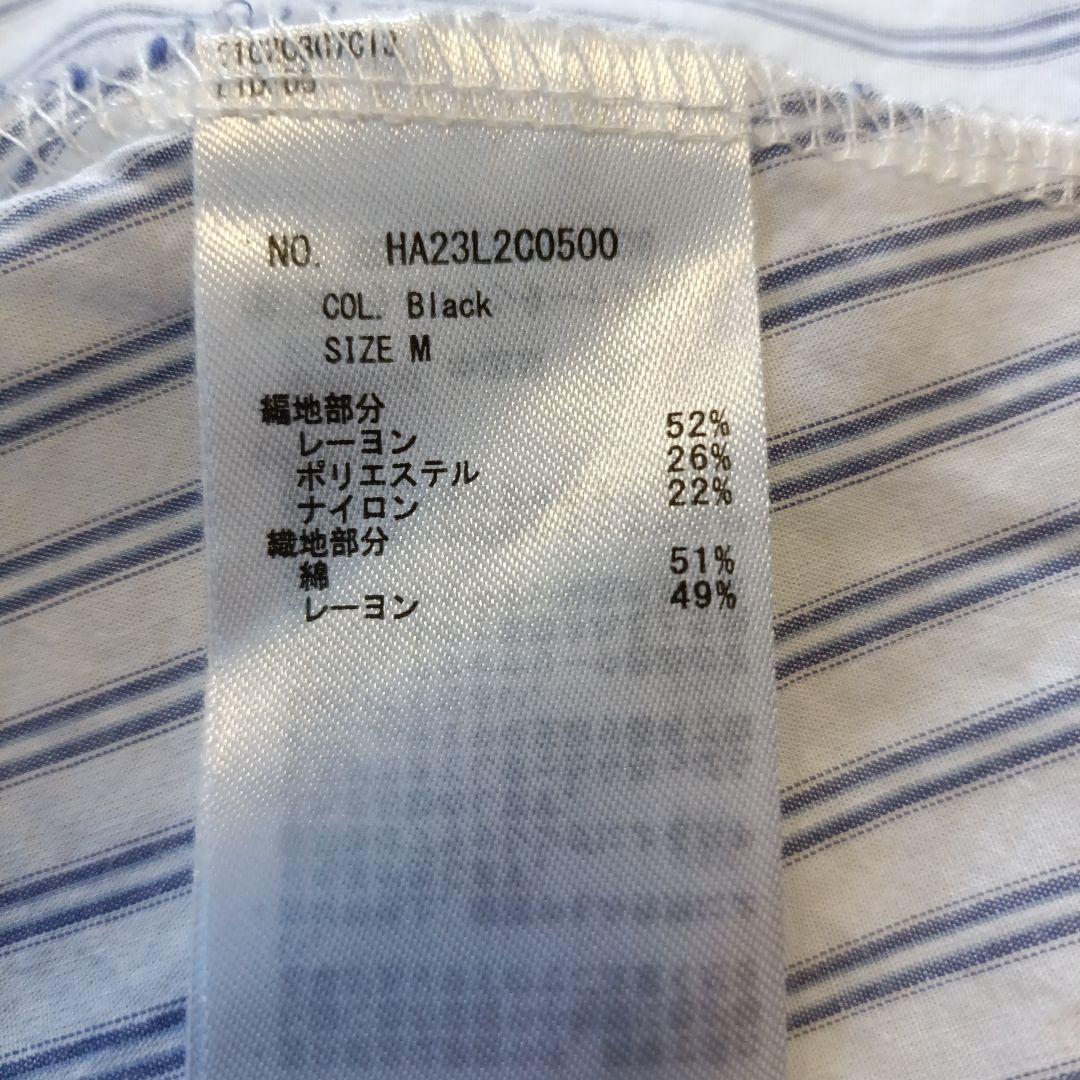 NO. HA23L2C0500
COL. Black
SIZE M
編地部分
レーヨン 52%
ポリエステル 26%
ナイロン 22%
織地部分
綿 51%
レーヨン 49%